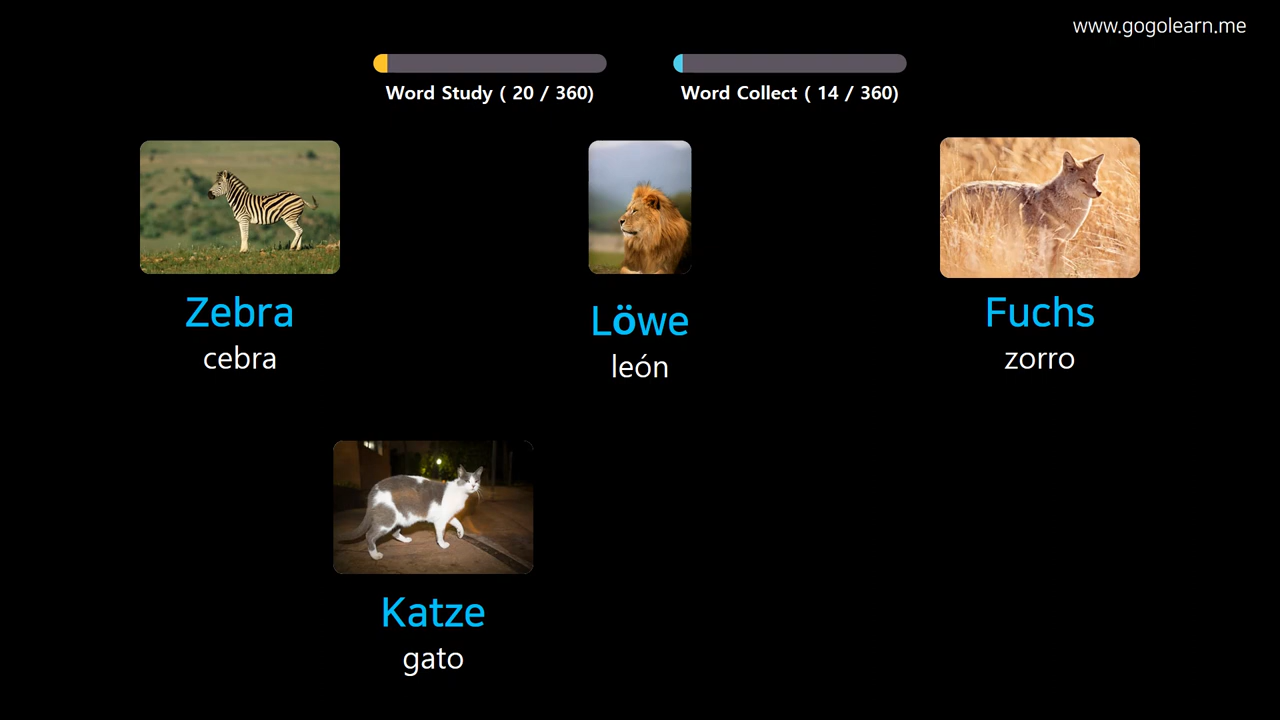 www.gogolearn.me
Word Study ( 20 / 360)
Word Collect ( 14 / 360)
Zebra
cebra
Löwe
león
Fuchs
zorro
Katze
gato